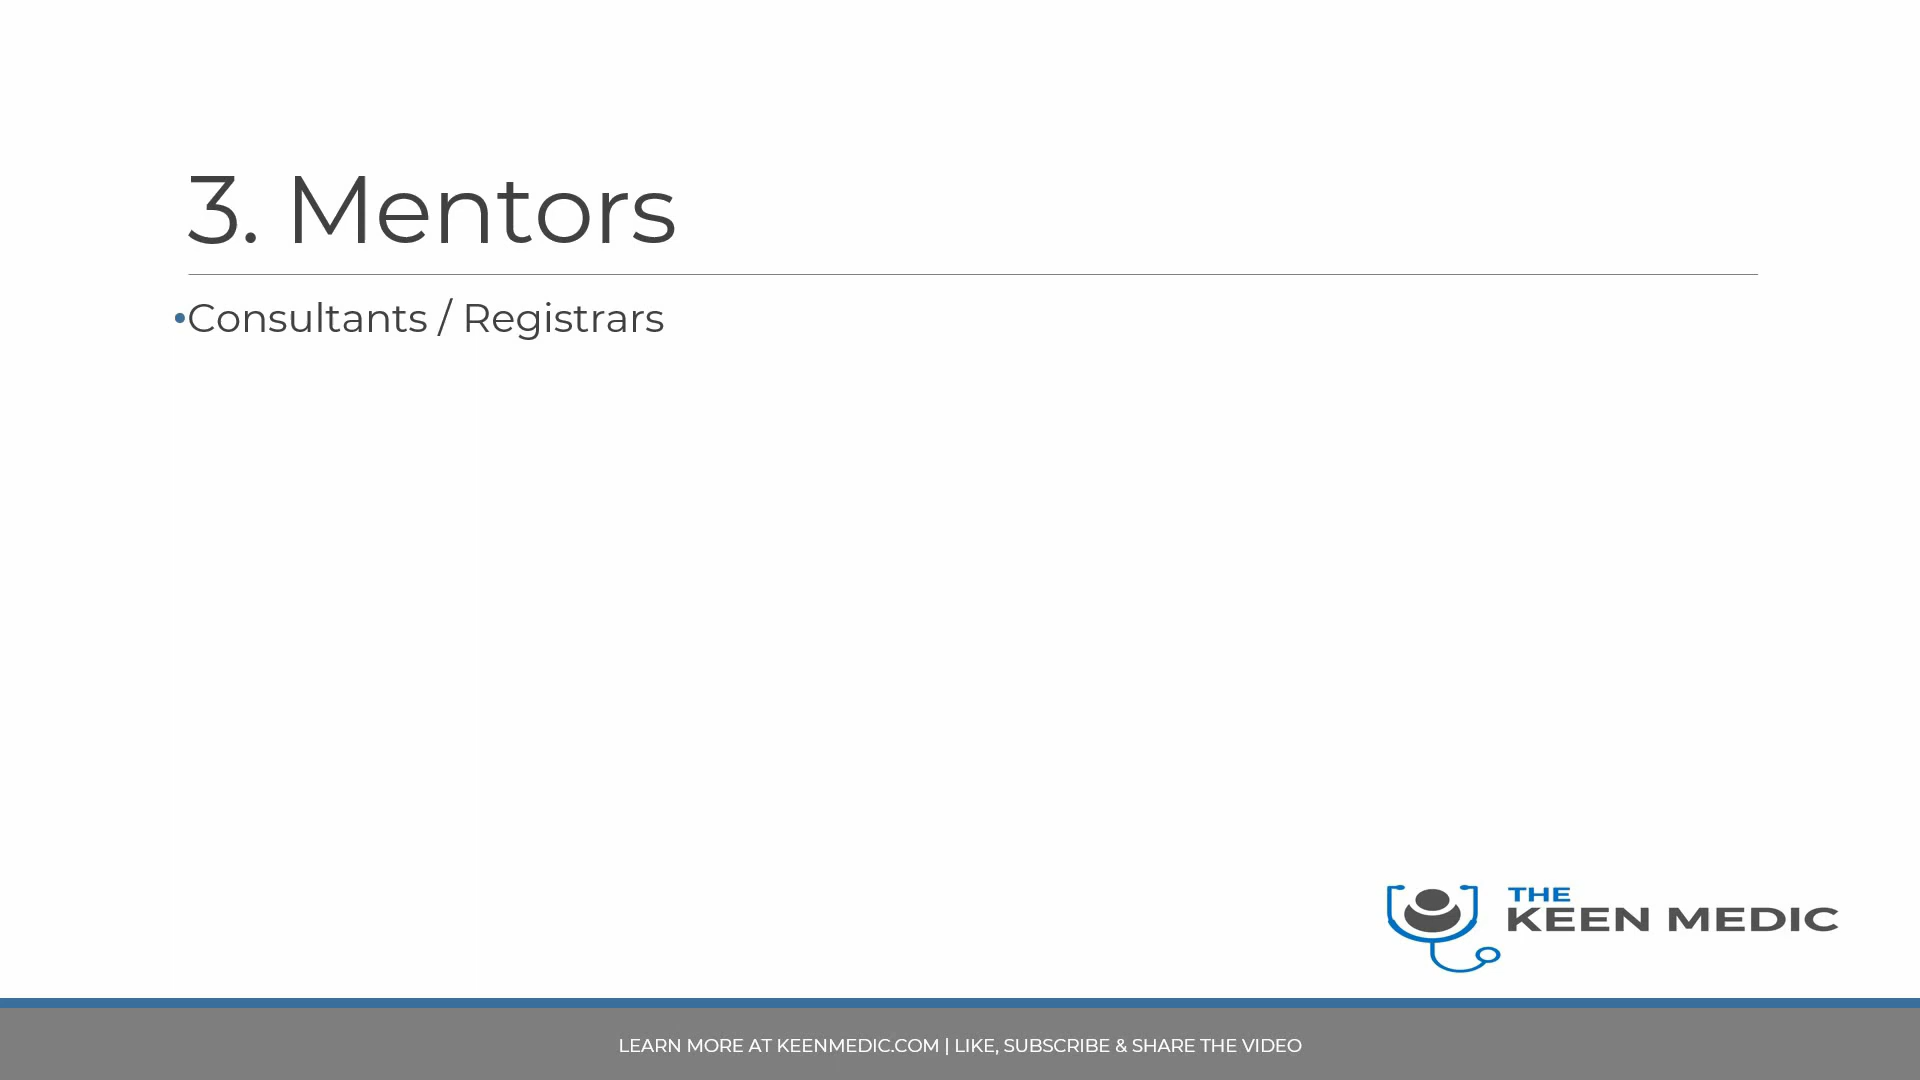 3. Mentors
•Consultants / Registrars
THE
KEEN MEDIC
LEARN MORE AT KEENMEDIC.COM | LIKE, SUBSCRIBE & SHARE THE VIDEO